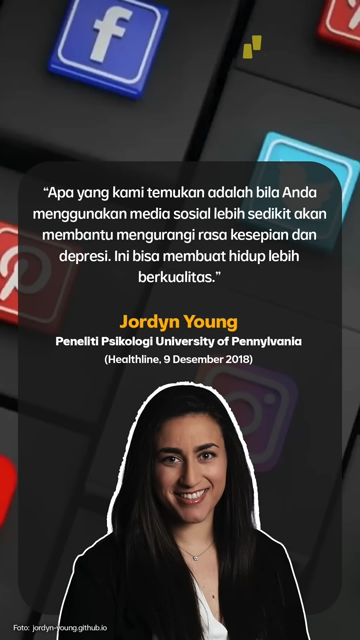 “Apa yang kami temukan adalah bila Anda
menggunakan media sosial lebih sedikit akan
membantu mengurangi rasa kesepian dan
depresi. Ini bisa membuat hidup lebih
berkualitas.”
Jordyn Young
Peneliti Psikologi University of Pennylvania
(Healthline, 9 Desember 2018)
Foto: jordyn-young.github.io